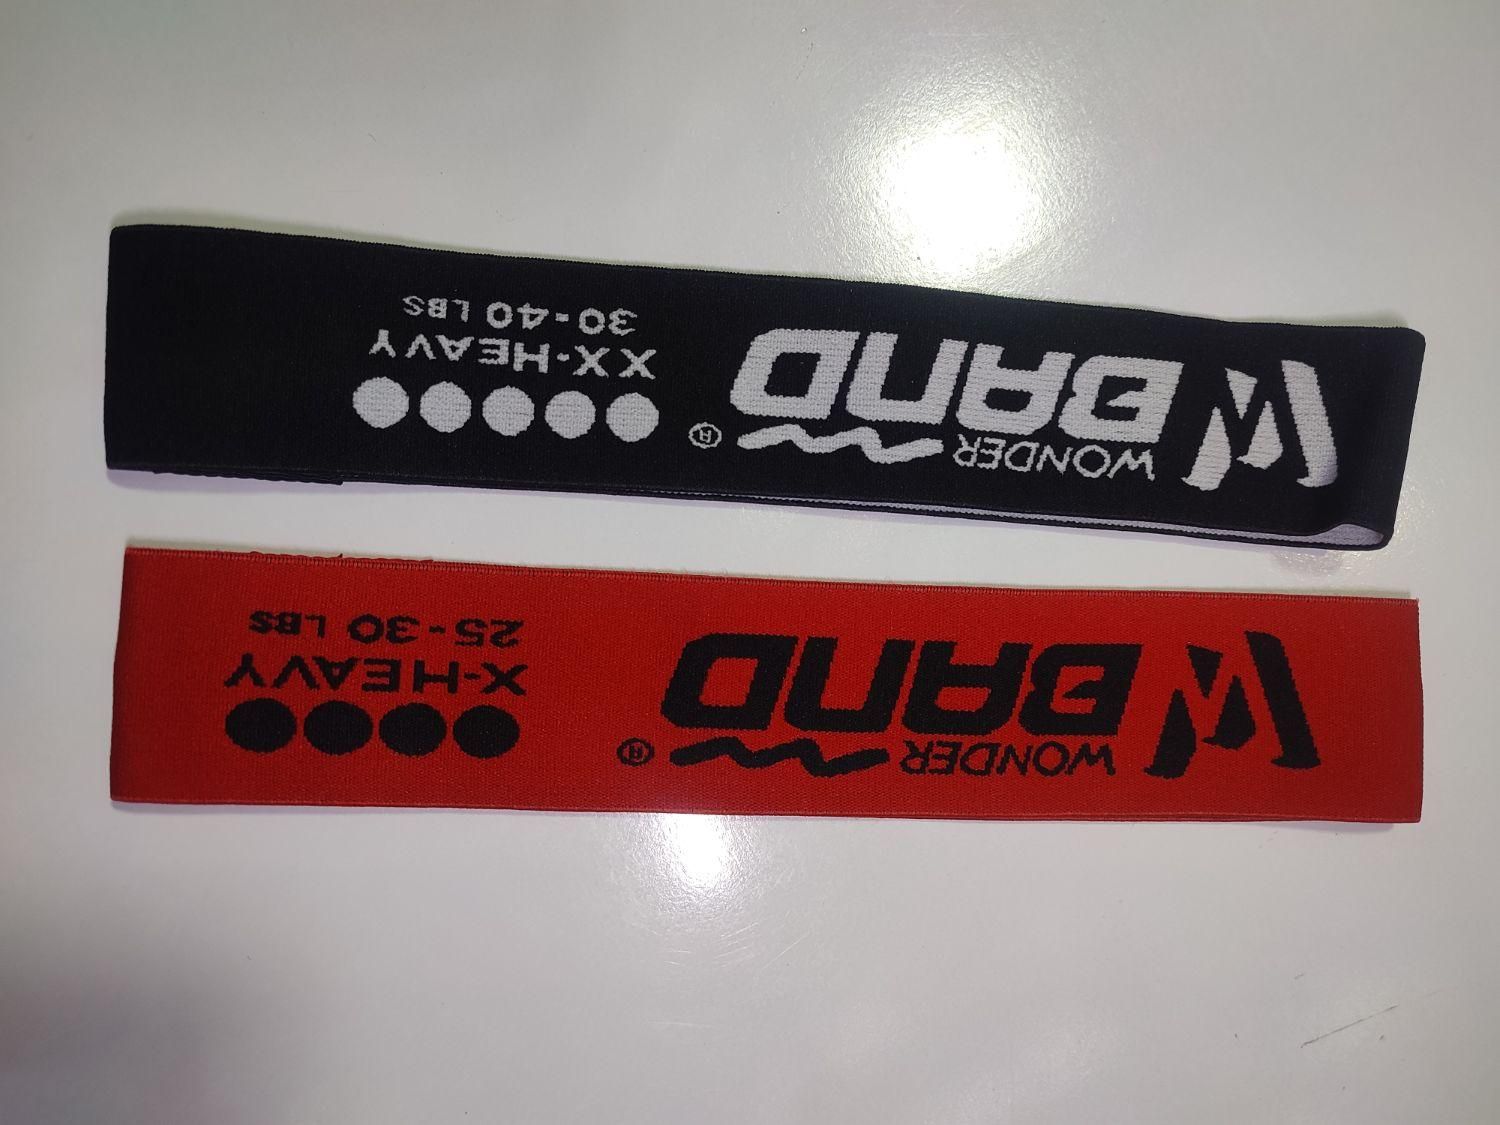 WONDER
BAND
®
XX-HEAVY
30-40 LBS
WONDER
BAND
®
X-HEAVY
25-30 LBS